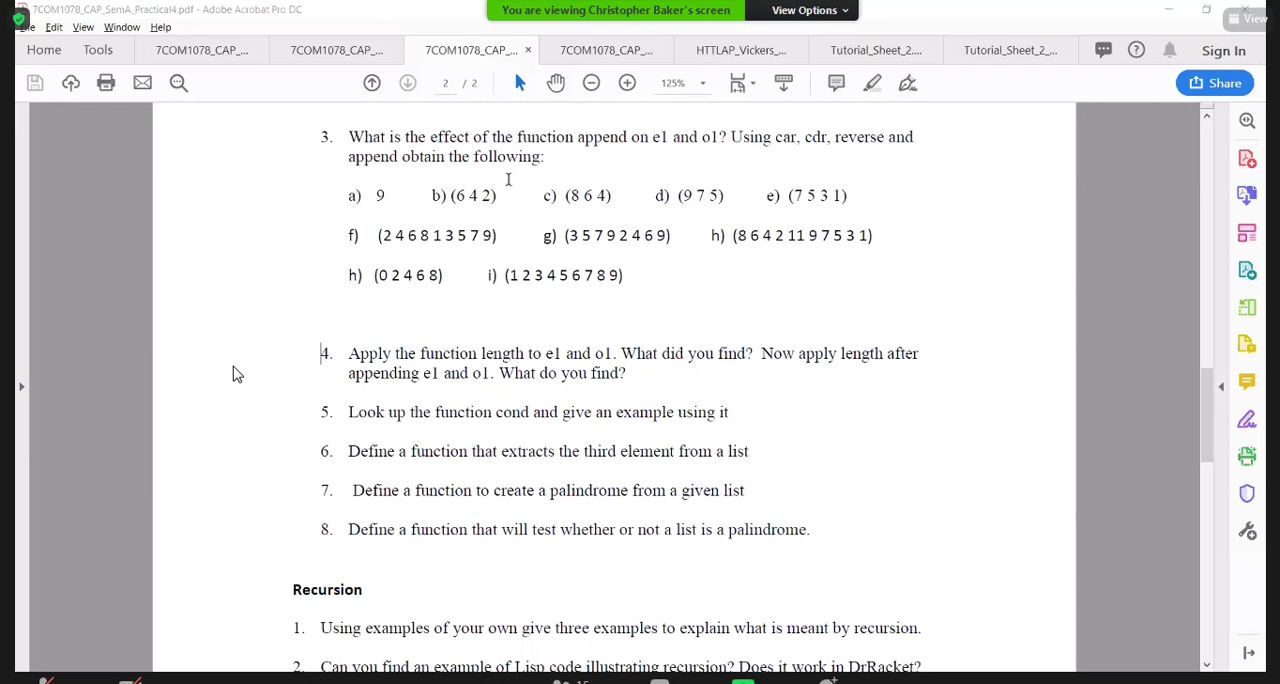 7COM1078_CAP_SemA_Practical4.pdf - Adobe Acrobat Pro DC
You are viewing Christopher Baker's screen
View Options
View
File Edit View Window Help
Home Tools 7COM1078_CAP_... 7COM1078_CAP_... 7COM1078_CAP_... × 7COM1078_CAP_... HTTLAP_Vickers_... Tutorial_Sheet_2.... Tutorial_Sheet_2_... Sign In
2 / 2 125% Share
3. What is the effect of the function append on e1 and o1? Using car, cdr, reverse and
append obtain the following:
a) 9 b) (6 4 2) c) (8 6 4) d) (9 7 5) e) (7 5 3 1)
f) (2 4 6 8 1 3 5 7 9) g) (3 5 7 9 2 4 6 9) h) (8 6 4 2 11 9 7 5 3 1)
h) (0 2 4 6 8) i) (1 2 3 4 5 6 7 8 9)
4. Apply the function length to e1 and o1. What did you find? Now apply length after
appending e1 and o1. What do you find?
5. Look up the function cond and give an example using it
6. Define a function that extracts the third element from a list
7. Define a function to create a palindrome from a given list
8. Define a function that will test whether or not a list is a palindrome.
Recursion
1. Using examples of your own give three examples to explain what is meant by recursion.
2. Can you find an example of Lisp code illustrating recursion? Does it work in DrRacket?